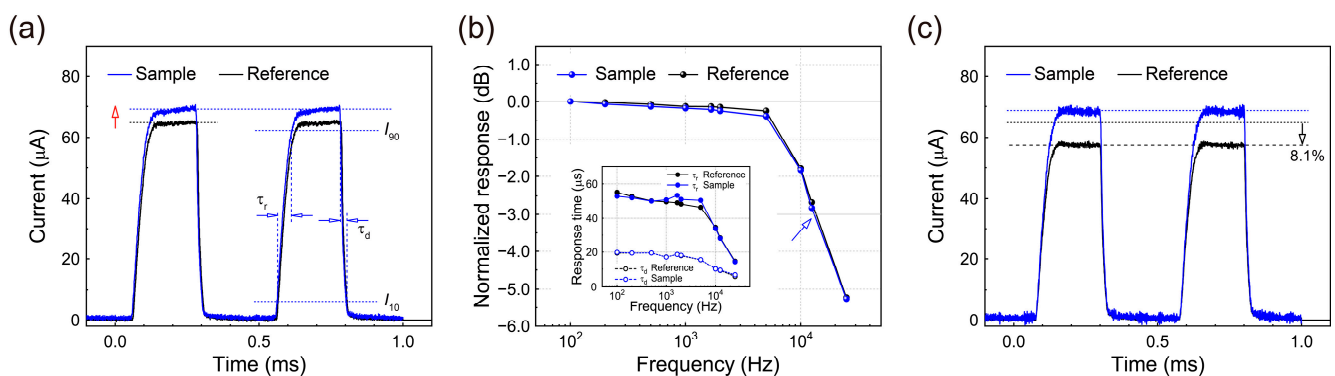 (a)
80
60
40
20
0
Current (μA)
Sample
Reference
I90
τr
τd
I10
0.0
0.5
1.0
Time (ms)
(b)
1.0
0.0
−1.0
−2.0
−3.0
−4.0
−5.0
−6.0
Normalized response (dB)
Sample
Reference
60
40
20
0
Response time (μs)
τr Reference
τr Sample
τd Reference
τd Sample
10²
10³
10⁴
Frequency (Hz)
10²
10³
10⁴
Frequency (Hz)
(c)
80
60
40
20
0
Current (μA)
Sample
Reference
8.1%
0.0
0.5
1.0
Time (ms)